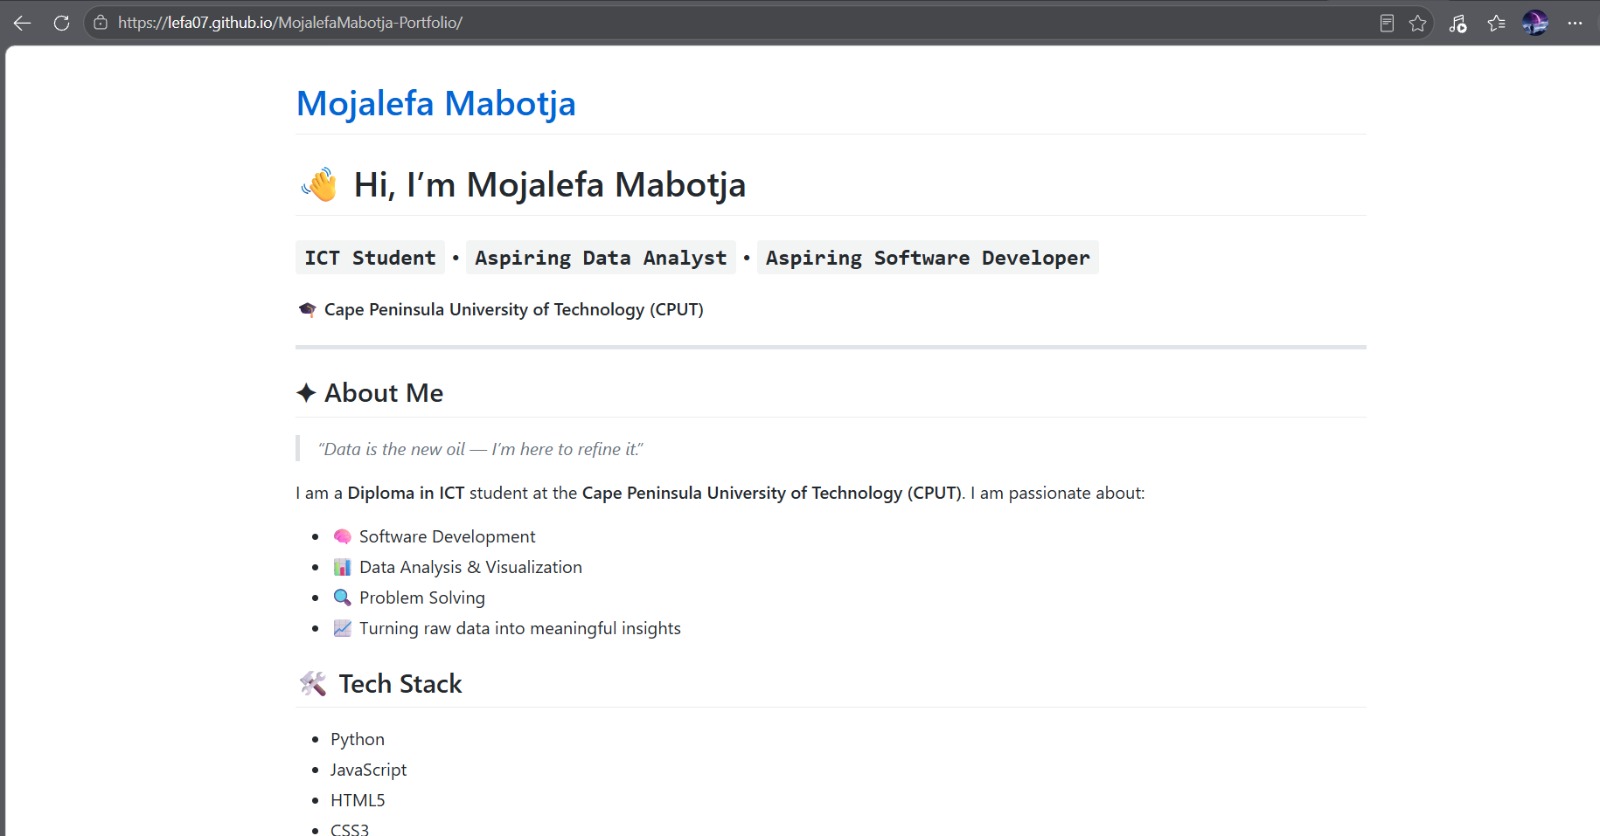 https://lefa07.github.io/MojalefaMabotja-Portfolio/
Mojalefa Mabotja
👋 Hi, I’m Mojalefa Mabotja
ICT Student • Aspiring Data Analyst • Aspiring Software Developer
🎓 Cape Peninsula University of Technology (CPUT)
✦ About Me
“Data is the new oil — I’m here to refine it.”
I am a Diploma in ICT student at the Cape Peninsula University of Technology (CPUT). I am passionate about:
• 🧠 Software Development
• 📊 Data Analysis & Visualization
• 🔍 Problem Solving
• 📈 Turning raw data into meaningful insights
🛠️ Tech Stack
• Python
• JavaScript
• HTML5
• CSS3